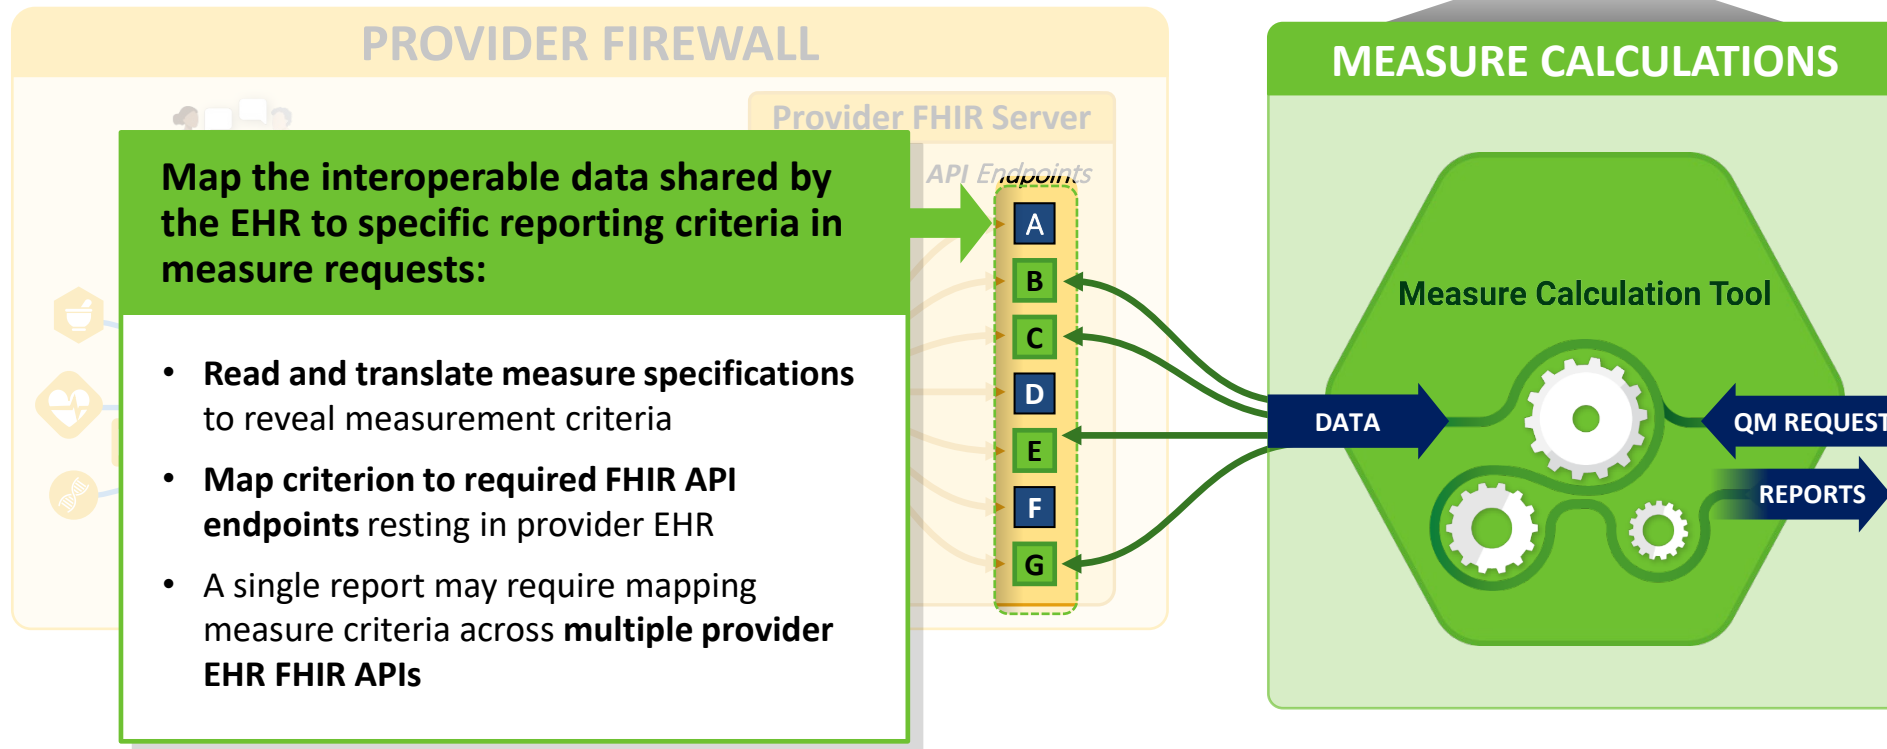 PROVIDER FIREWALL
Provider FHIR Server
API Endpoints
Map the interoperable data shared by
the EHR to specific reporting criteria in
measure requests:
• Read and translate measure specifications
to reveal measurement criteria
• Map criterion to required FHIR API
endpoints resting in provider EHR
• A single report may require mapping
measure criteria across multiple provider
EHR FHIR APIs
A
B
C
D
E
F
G
MEASURE CALCULATIONS
Measure Calculation Tool
DATA
QM REQUEST
REPORTS